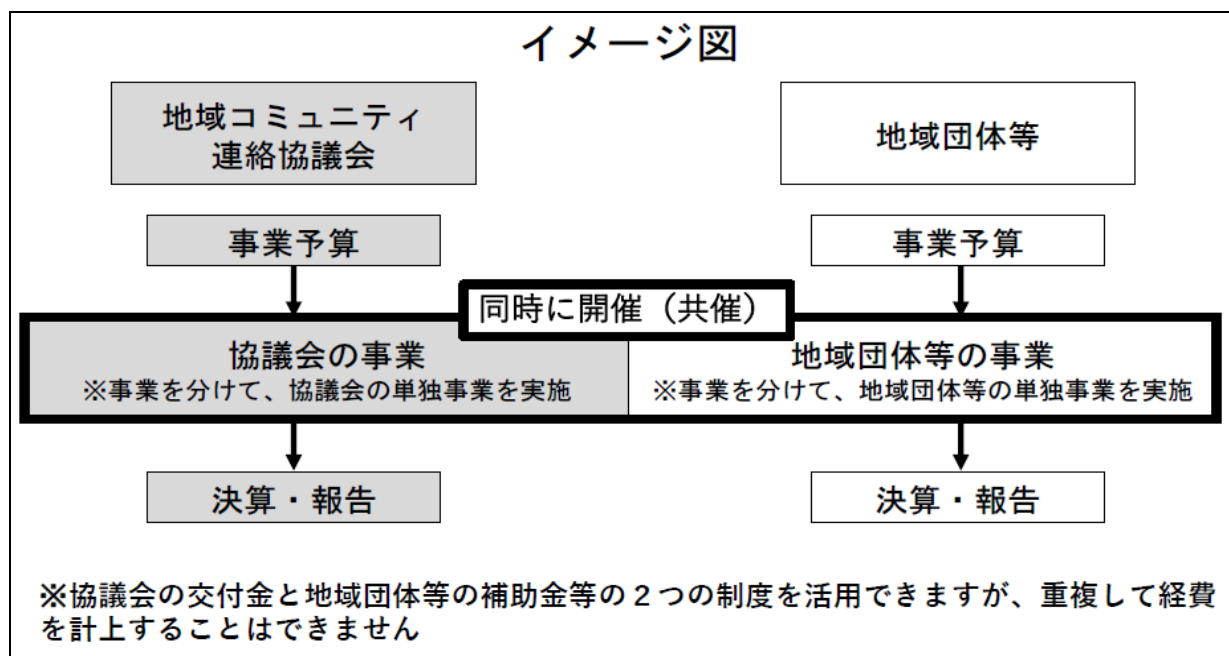 イメージ図
地域コミュニティ
連絡協議会
地域団体等
事業予算
事業予算
同時に開催（共催）
協議会の事業
※事業を分けて、協議会の単独事業を実施
地域団体等の事業
※事業を分けて、地域団体等の単独事業を実施
決算・報告
決算・報告
※協議会の交付金と地域団体等の補助金等の２つの制度を活用できますが、重複して経費
を計上することはできません